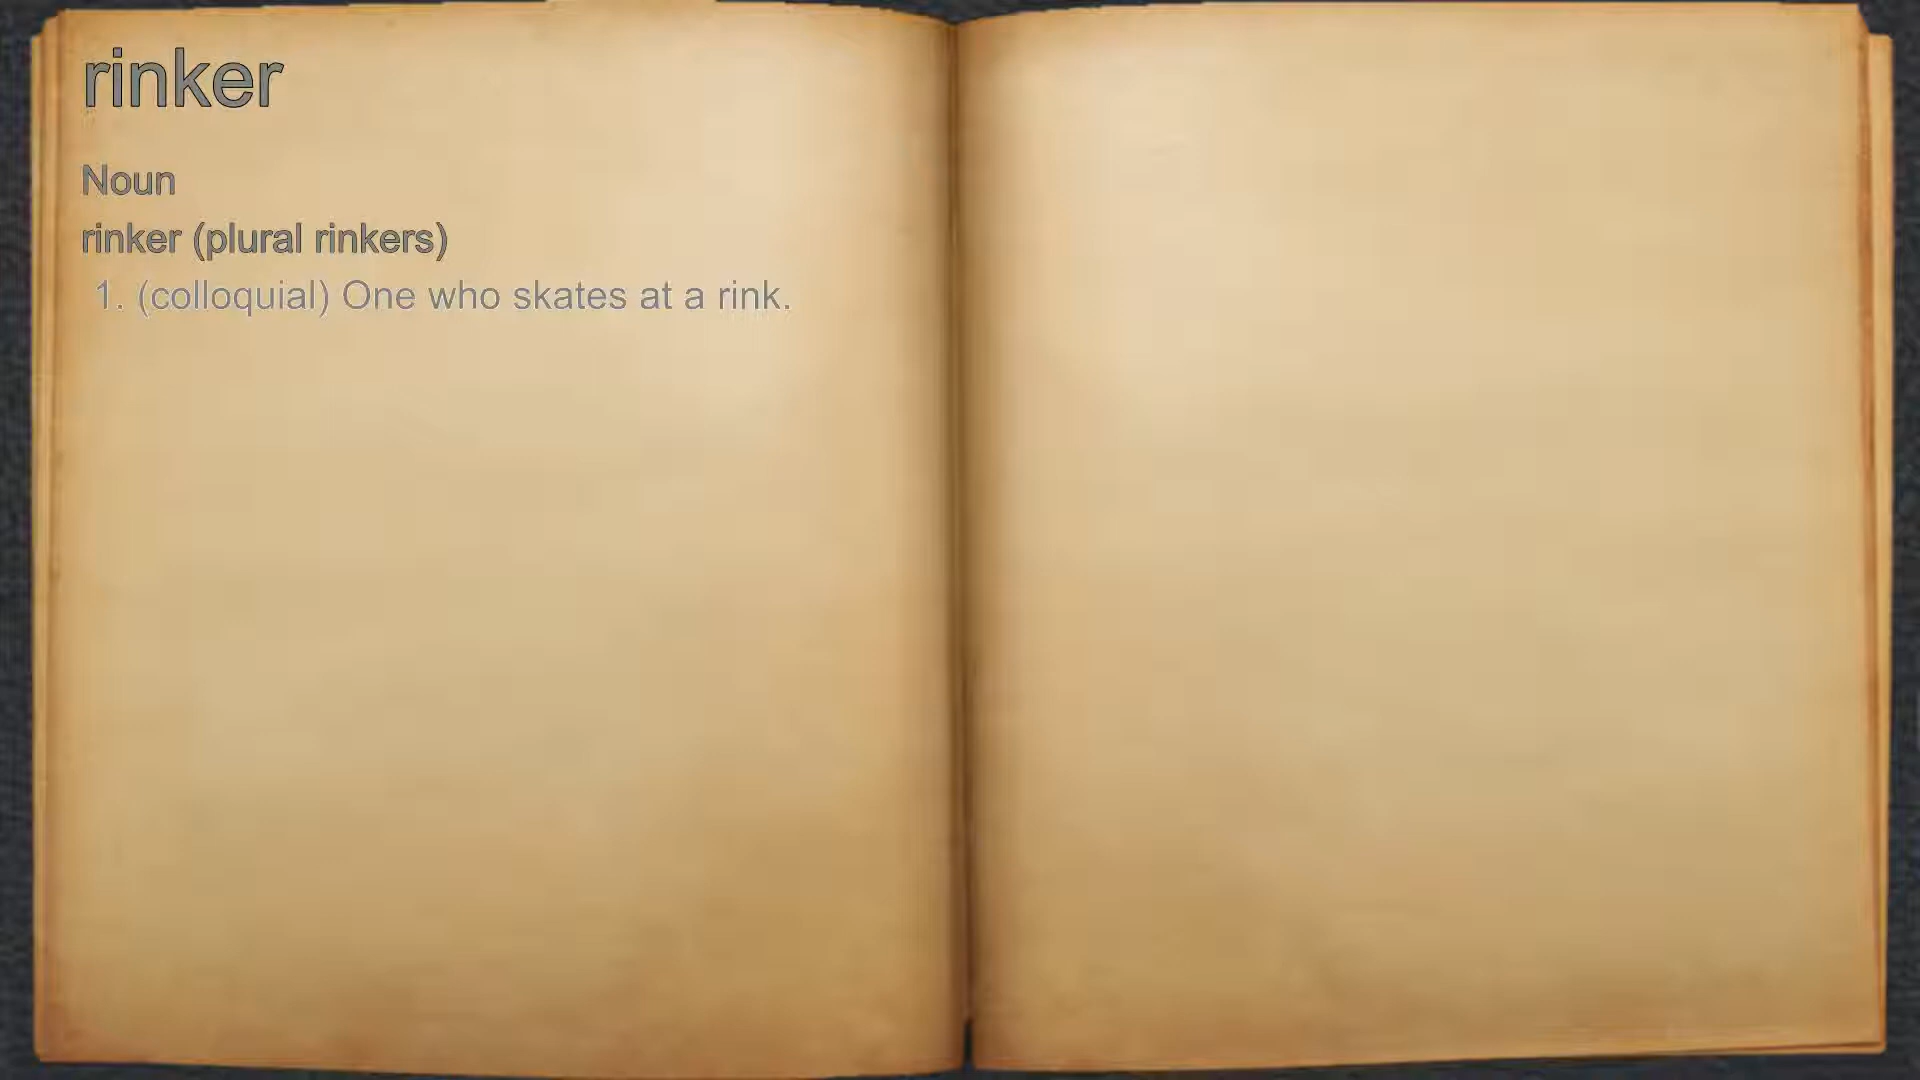 rinker
Noun
rinker (plural rinkers)
1. (colloquial) One who skates at a rink.